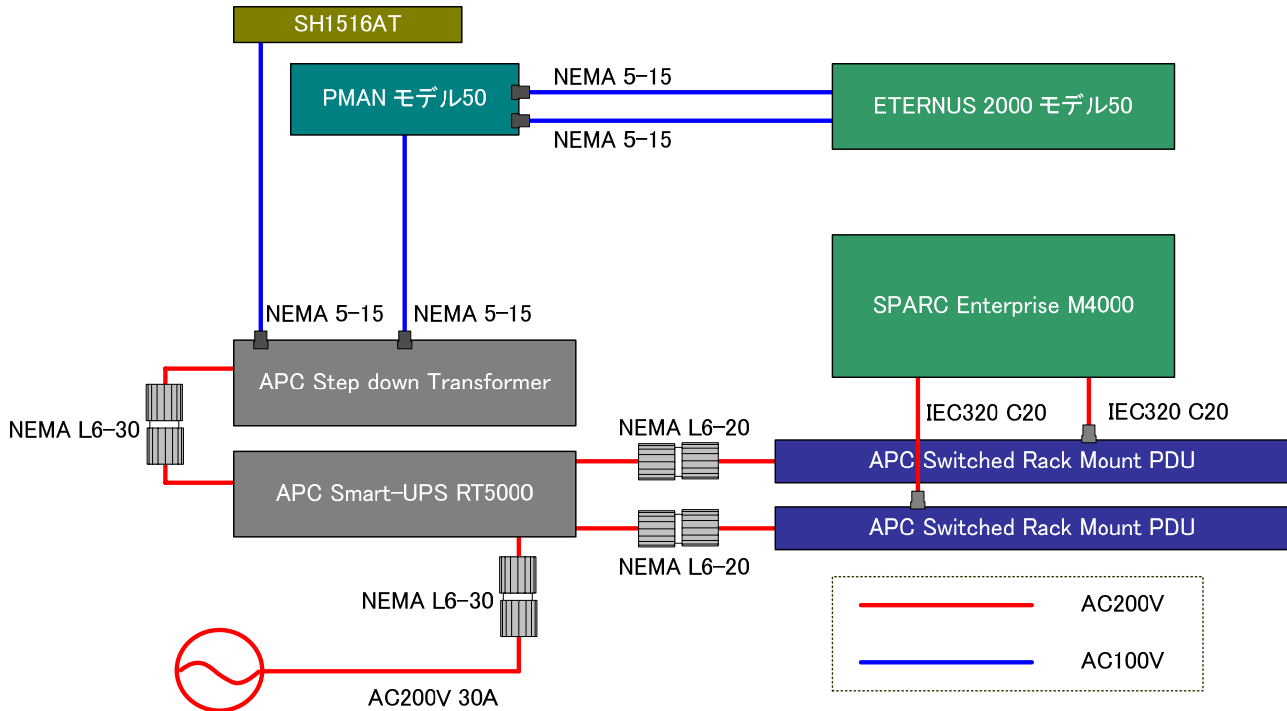 SH1516AT
PMAN モデル50
NEMA 5-15
ETERNUS 2000 モデル50
NEMA 5-15
SPARC Enterprise M4000
NEMA 5-15
NEMA 5-15
APC Step down Transformer
IEC320 C20
IEC320 C20
NEMA L6-30
NEMA L6-20
APC Switched Rack Mount PDU
APC Smart-UPS RT5000
APC Switched Rack Mount PDU
NEMA L6-20
NEMA L6-30
AC200V
AC100V
AC200V 30A